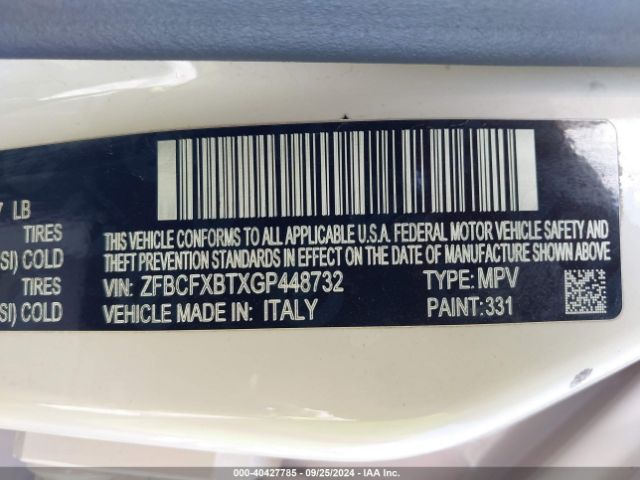 7 LB
TIRES
SI) COLD
TIRES
SI) COLD
THIS VEHICLE CONFORMS TO ALL APPLICABLE U.S.A. FEDERAL MOTOR VEHICLE SAFETY AND
THEFT PREVENTION STANDARDS IN EFFECT ON THE DATE OF MANUFACTURE SHOWN ABOVE.
VIN: ZFBCFXBTXGP448732 TYPE: MPV
VEHICLE MADE IN: ITALY PAINT:331
000-40427785 - 09/25/2024 - IAA Inc.